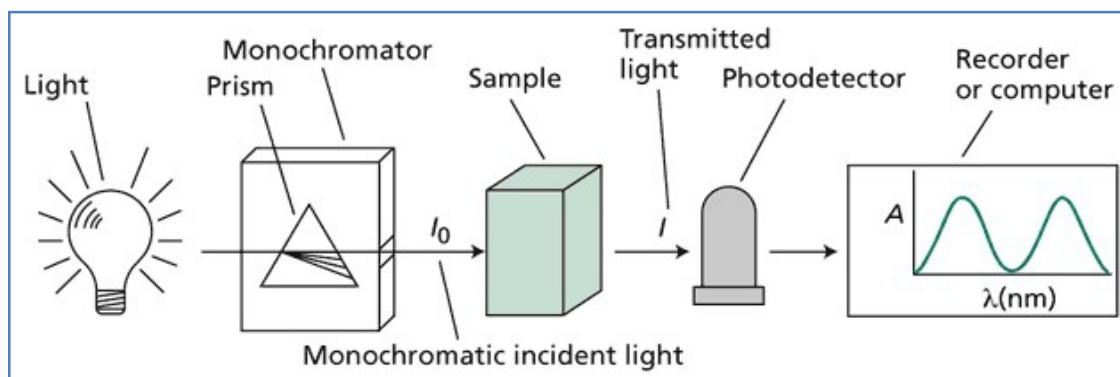 Light
Monochromator
Prism
Sample
Transmitted
light
Photodetector
Recorder
or computer
I0
I
A
λ(nm)
Monochromatic incident light